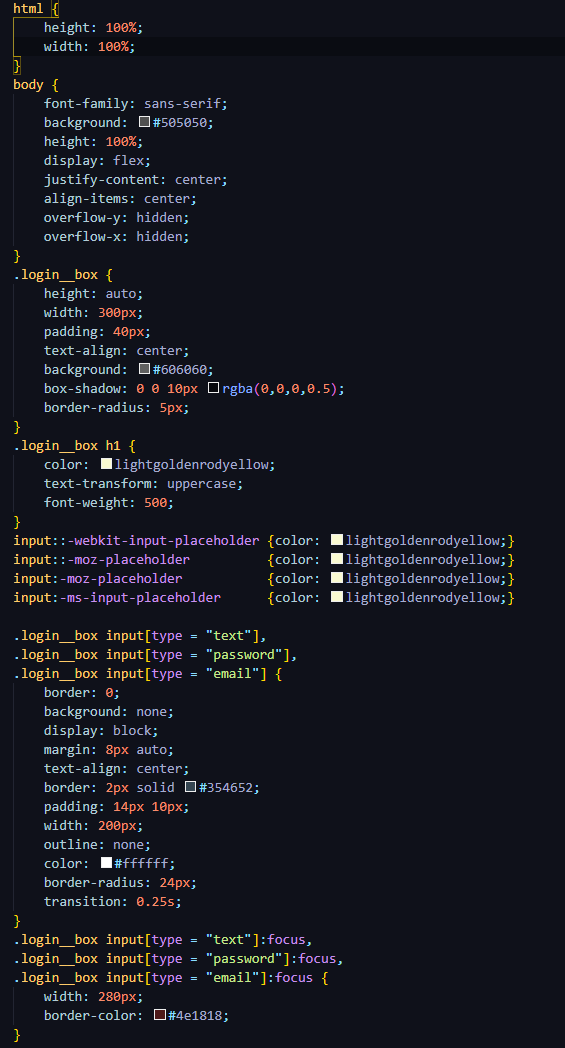 html {
    height: 100%;
    width: 100%;
}
body {
    font-family: sans-serif;
    background: #505050;
    height: 100%;
    display: flex;
    justify-content: center;
    align-items: center;
    overflow-y: hidden;
    overflow-x: hidden;
}
.login__box {
    height: auto;
    width: 300px;
    padding: 40px;
    text-align: center;
    background: #606060;
    box-shadow: 0 0 10px rgba(0,0,0,0.5);
    border-radius: 5px;
}
.login__box h1 {
    color: lightgoldenrodyellow;
    text-transform: uppercase;
    font-weight: 500;
}
input::-webkit-input-placeholder {color: lightgoldenrodyellow;}
input::-moz-placeholder          {color: lightgoldenrodyellow;}
input:-moz-placeholder           {color: lightgoldenrodyellow;}
input:-ms-input-placeholder      {color: lightgoldenrodyellow;}

.login__box input[type = "text"],
.login__box input[type = "password"],
.login__box input[type = "email"] {
    border: 0;
    background: none;
    display: block;
    margin: 8px auto;
    text-align: center;
    border: 2px solid #354652;
    padding: 14px 10px;
    width: 200px;
    outline: none;
    color: #ffffff;
    border-radius: 24px;
    transition: 0.25s;
}
.login__box input[type = "text"]:focus,
.login__box input[type = "password"]:focus,
.login__box input[type = "email"]:focus {
    width: 280px;
    border-color: #4e1818;
}